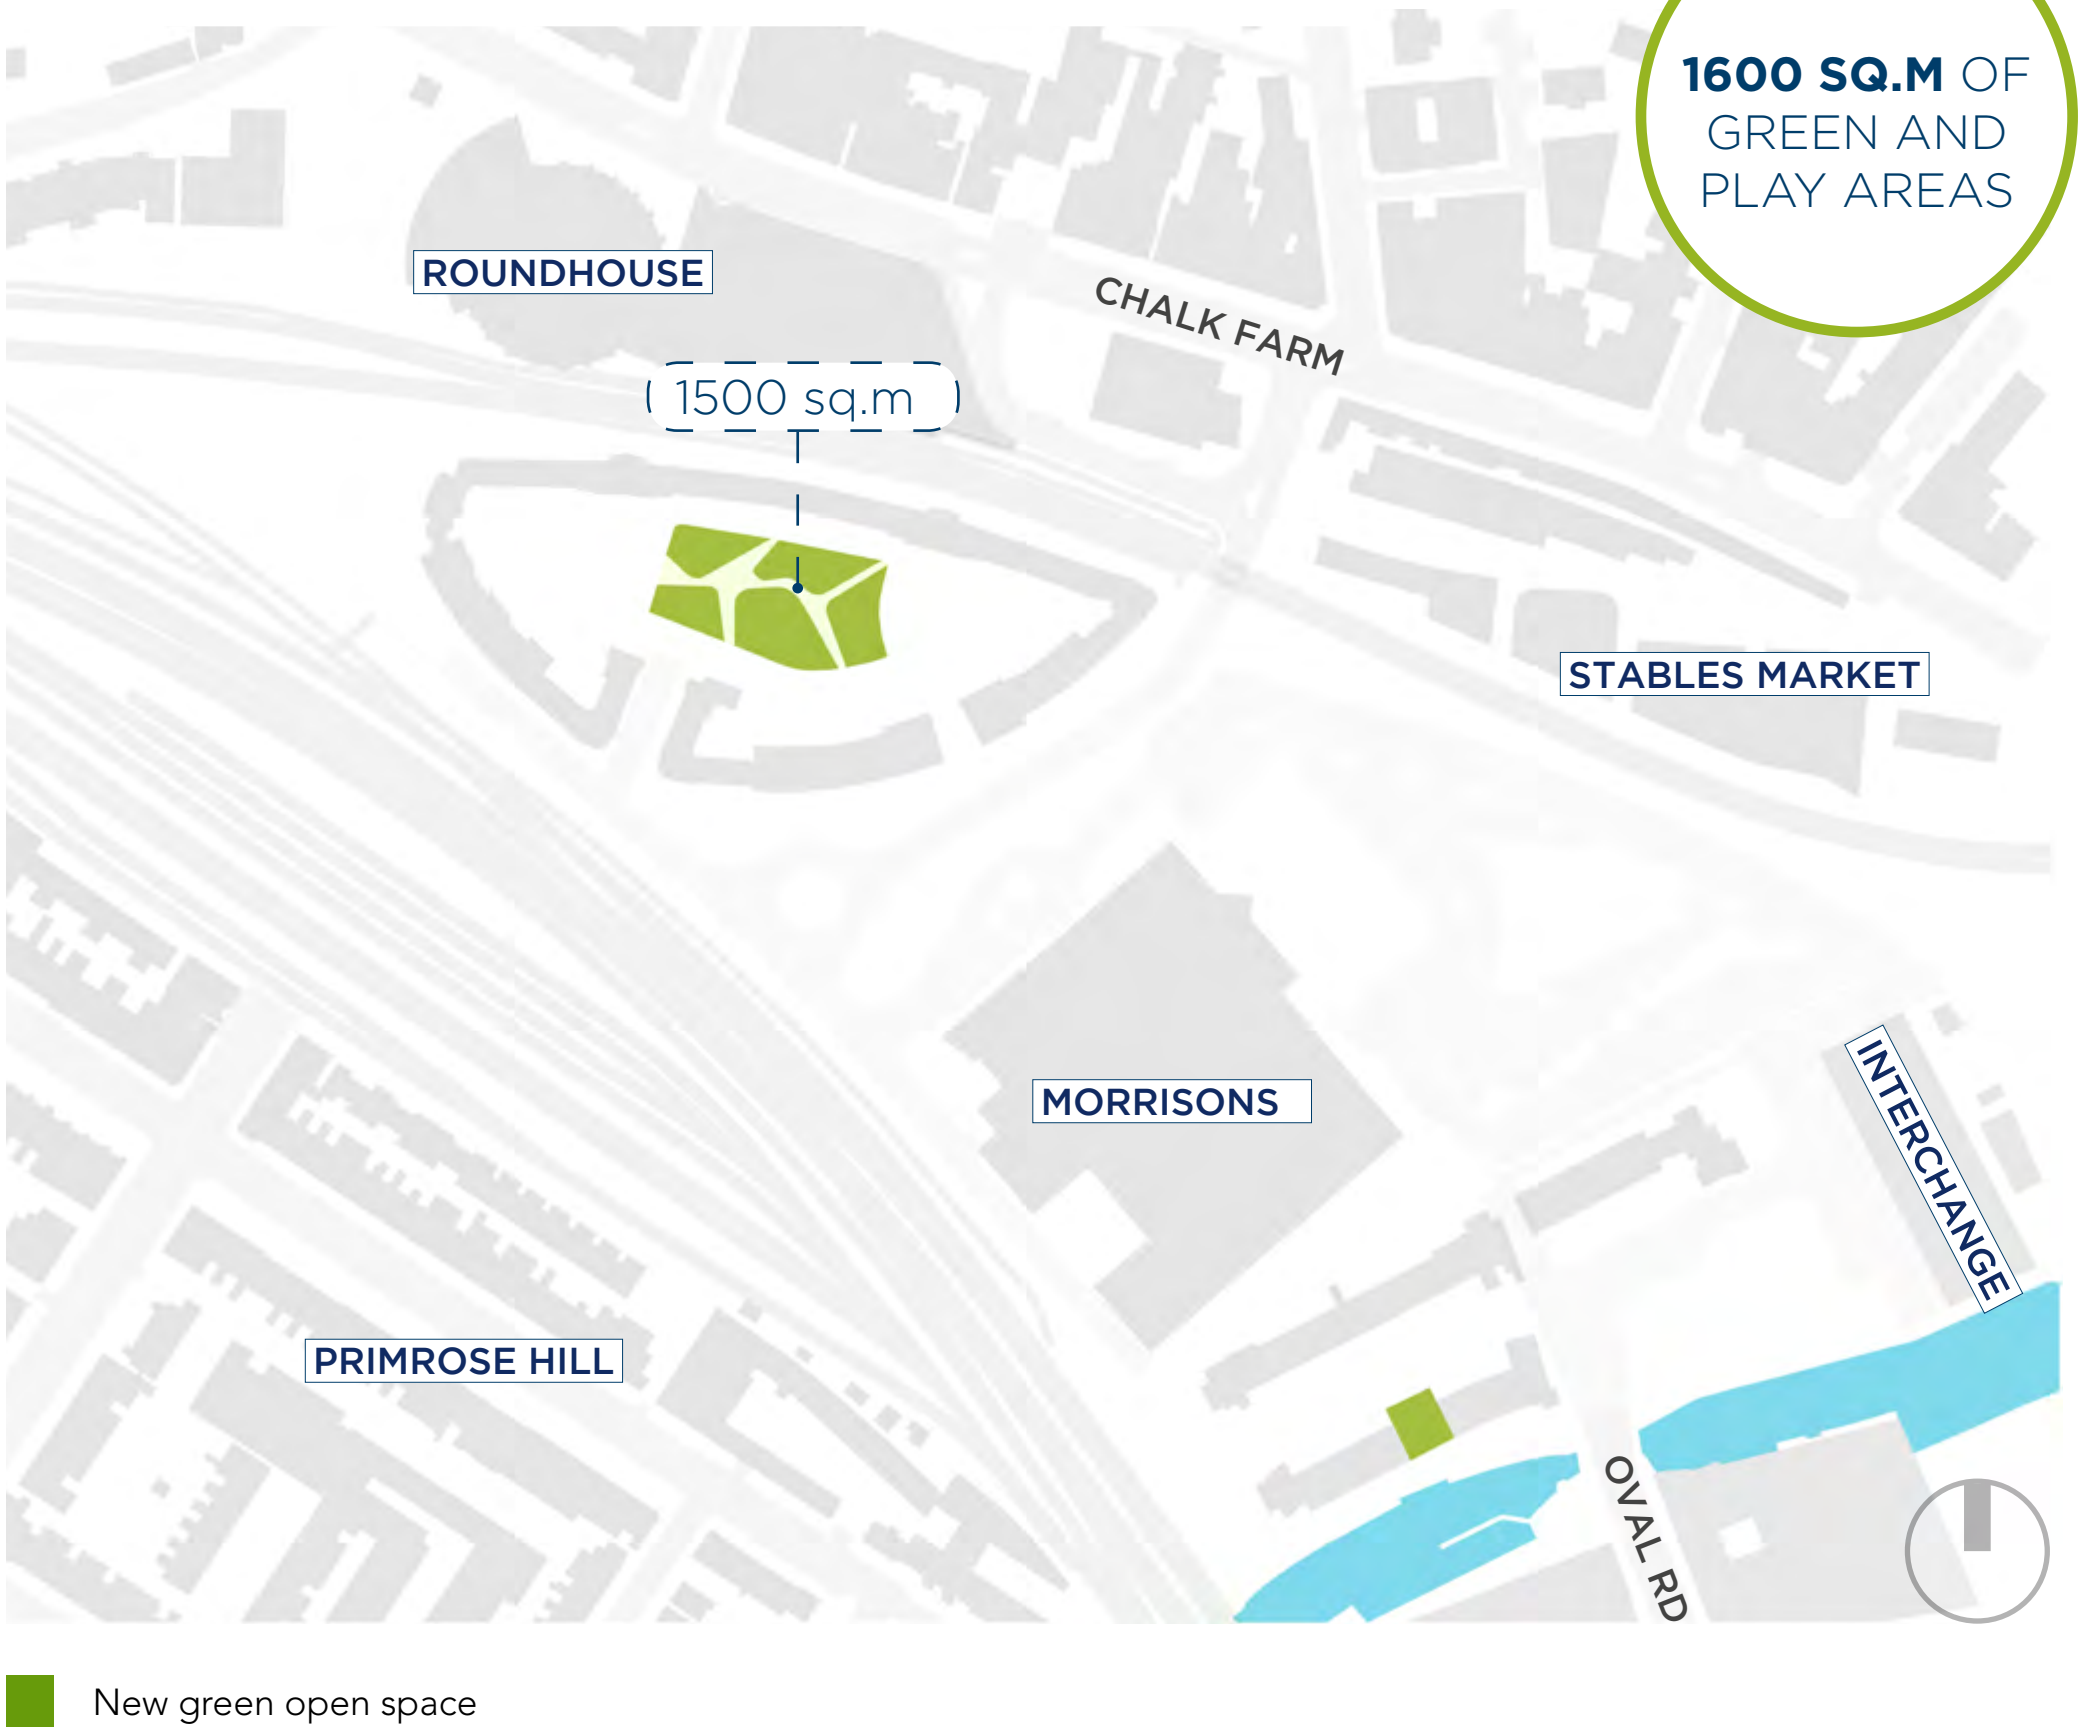 1600 SQ.M OF
GREEN AND
PLAY AREAS
ROUNDHOUSE
CHALK FARM
1500 sq.m
STABLES MARKET
MORRISONS
INTERCHANGE
PRIMROSE HILL
OVAL RD
New green open space